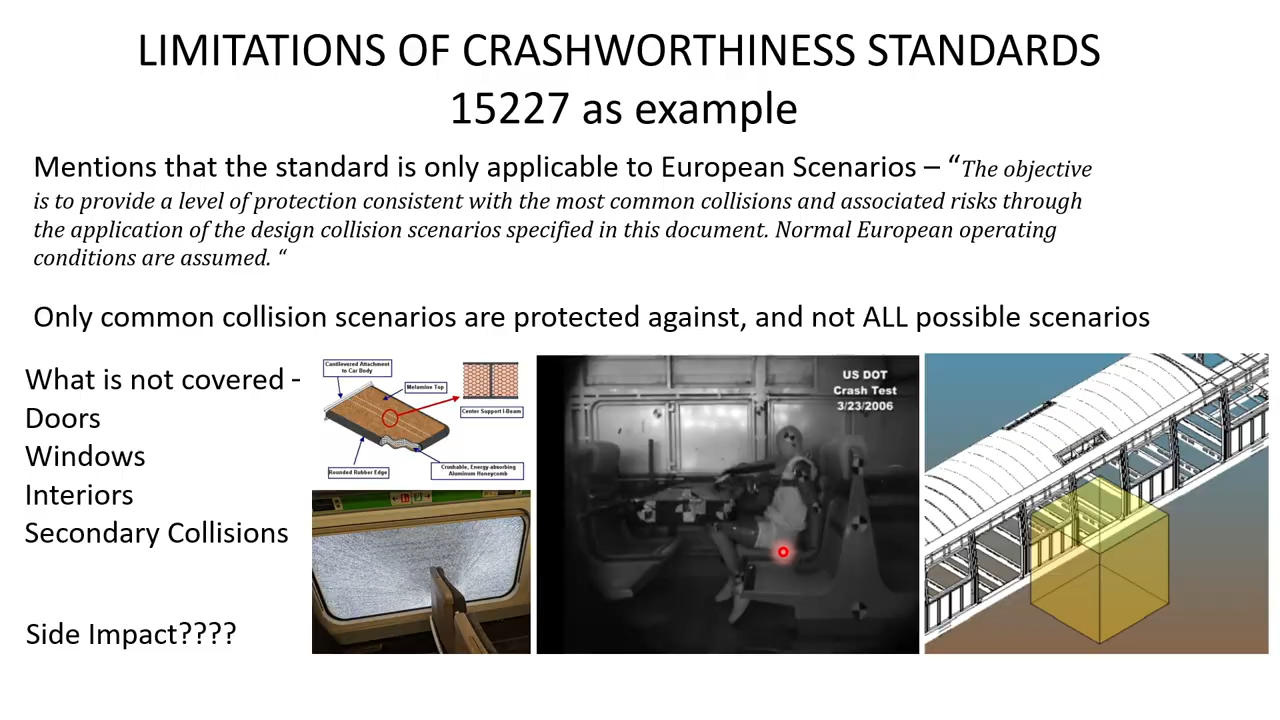 LIMITATIONS OF CRASHWORTHINESS STANDARDS
15227 as example
Mentions that the standard is only applicable to European Scenarios – “The objective
is to provide a level of protection consistent with the most common collisions and associated risks through
the application of the design collision scenarios specified in this document. Normal European operating
conditions are assumed. “
Only common collision scenarios are protected against, and not ALL possible scenarios
What is not covered -
Doors
Windows
Interiors
Secondary Collisions
Side Impact????
Cantilevered Attachment
to Car Body
Melamine Top
Center Support I-Beam
Rounded Rubber Edge
Crushable, Energy-absorbing
Aluminum Honeycomb
US DOT
Crash Test
3/23/2006